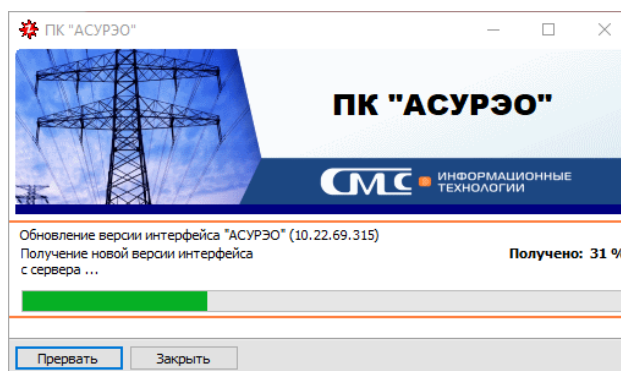 ПК "АСУРЭО"
ПК "АСУРЭО"
СМС ИНФОРМАЦИОННЫЕ
ТЕХНОЛОГИИ
Обновление версии интерфейса "АСУРЭО" (10.22.69.315)
Получение новой версии интерфейса
с сервера ...
Получено: 31 %
Прервать
Закрыть